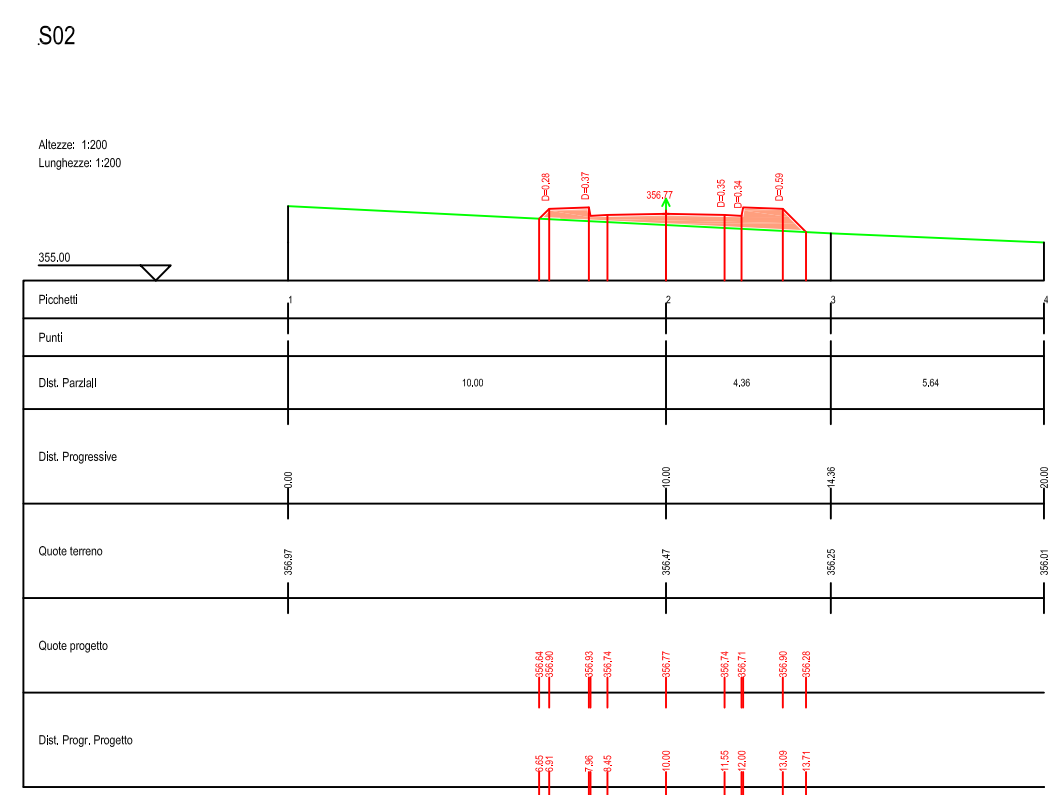 S02
Altezze: 1:200
Lunghezze: 1:200
D=0.28
D=0.37
356.77
D=0.35
D=0.34
D=0.59
355.00
Picchetti
1 2 3 4
Punti
Dist. Parziali
10.00 4.36 5.64
Dist. Progressive
0.00 10.00 14.36 20.00
Quote terreno
356.97 356.47 356.25 356.01
Quote progetto
356.64 356.90 356.93 356.74 356.77 356.74 356.71 356.90 356.28
Dist. Progr. Progetto
6.65 6.91 7.96 8.45 10.00 11.55 12.00 13.09 13.71